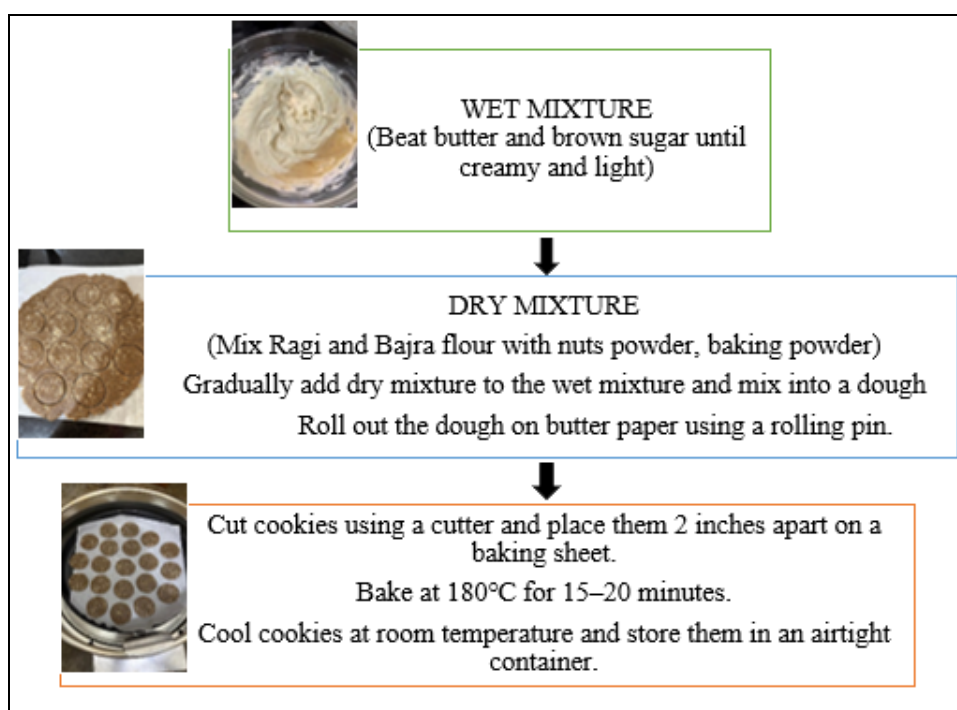 WET MIXTURE
(Beat butter and brown sugar until
creamy and light)
DRY MIXTURE
(Mix Ragi and Bajra flour with nuts powder, baking powder)
Gradually add dry mixture to the wet mixture and mix into a dough
Roll out the dough on butter paper using a rolling pin.
Cut cookies using a cutter and place them 2 inches apart on a
baking sheet.
Bake at 180°C for 15–20 minutes.
Cool cookies at room temperature and store them in an airtight
container.